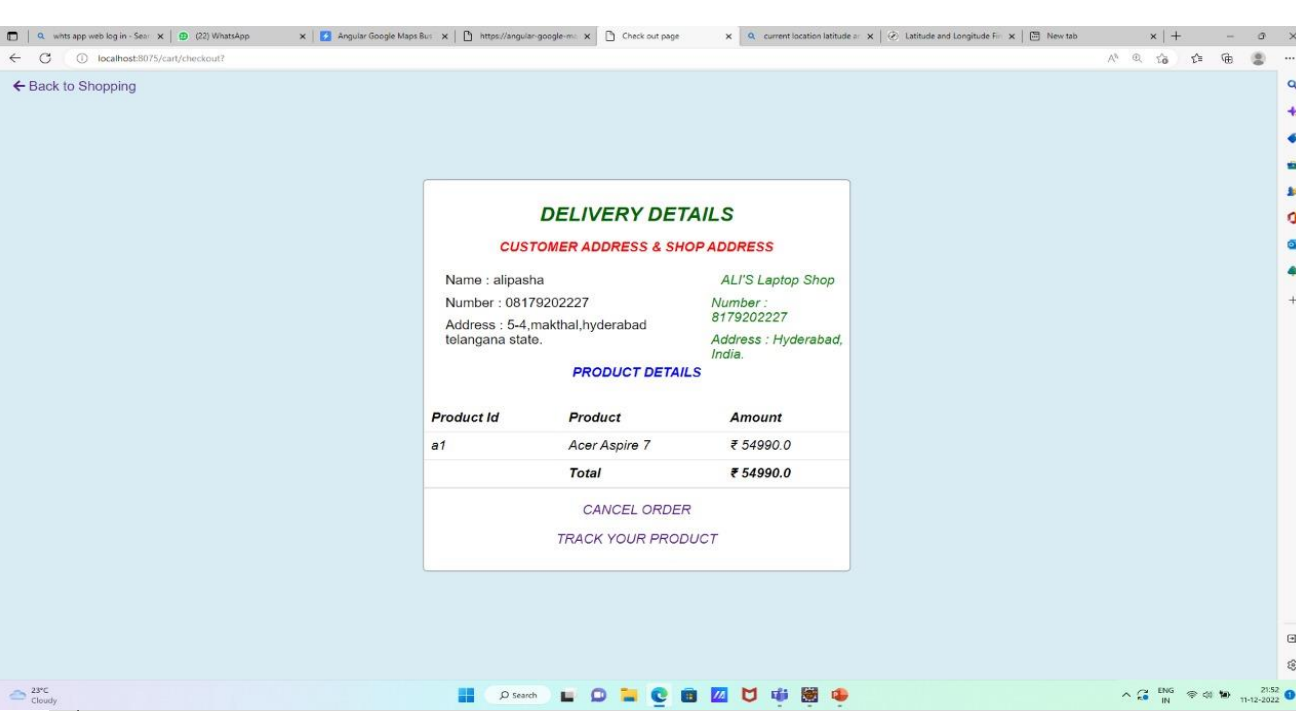 whts app web log in - Sear
(22) WhatsApp
Angular Google Maps Bus
https://angular-google-ma
Check out page
current location latitude a
Latitude and Longitude Fi
New tab
localhost:8075/cart/checkout?
Back to Shopping
DELIVERY DETAILS
CUSTOMER ADDRESS & SHOP ADDRESS
Name : alipasha
Number : 08179202227
Address : 5-4,makthal,hyderabad
telangana state.
ALI'S Laptop Shop
Number :
8179202227
Address : Hyderabad,
India.
PRODUCT DETAILS
Product Id Product Amount
a1 Acer Aspire 7 ₹ 54990.0
Total ₹ 54990.0
CANCEL ORDER
TRACK YOUR PRODUCT
23°C
Cloudy
Search
ENG
IN
21:52
11-12-2022